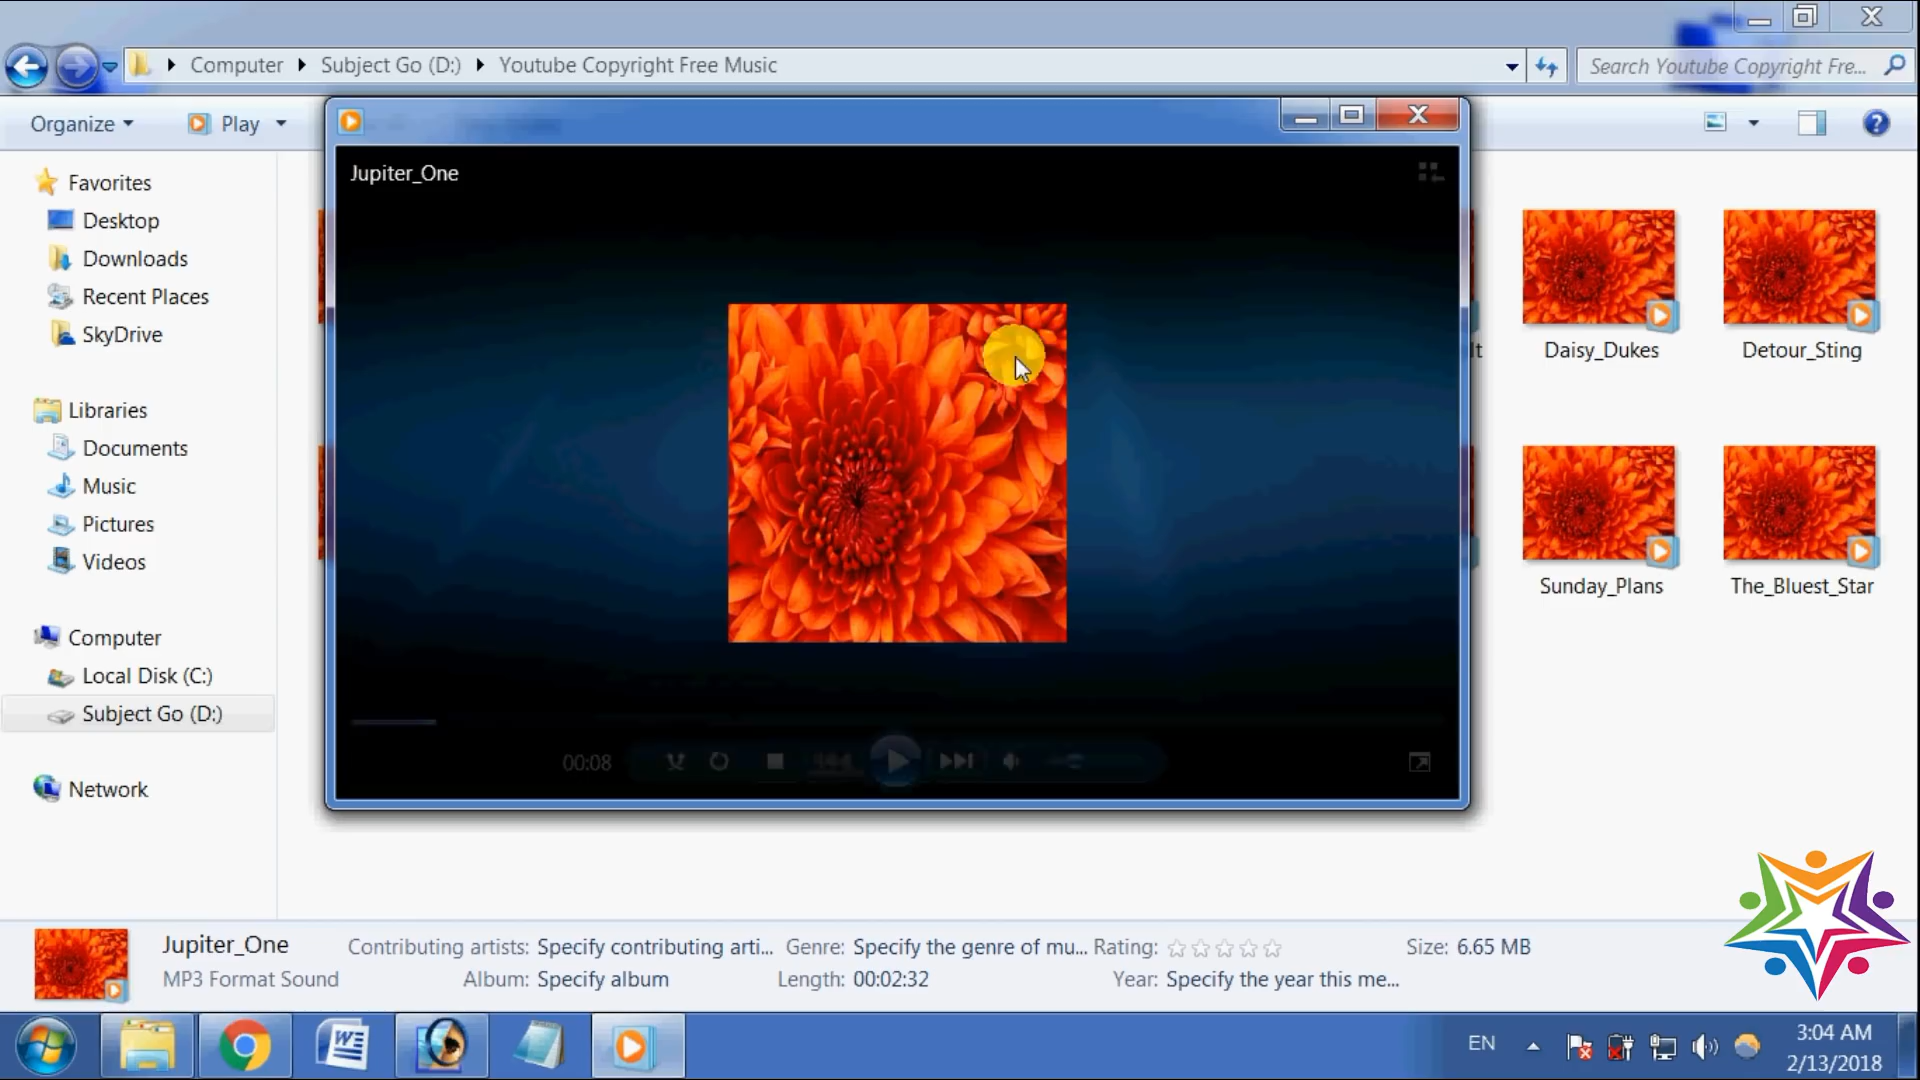 Computer Subject Go (D:) Youtube Copyright Free Music
Search Youtube Copyright Fre...
Organize Play
Jupiter_One
Favorites
Desktop
Downloads
Recent Places
SkyDrive
Libraries
Documents
Music
Pictures
Videos
Computer
Local Disk (C:)
Subject Go (D:)
Network
00:08
Daisy_Dukes
Detour_Sting
Sunday_Plans
The_Bluest_Star
Jupiter_One
MP3 Format Sound
Contributing artists: Specify contributing arti...
Album: Specify album
Genre: Specify the genre of mu...
Length: 00:02:32
Rating:
Year: Specify the year this me...
Size: 6.65 MB
EN
3:04 AM
2/13/2018